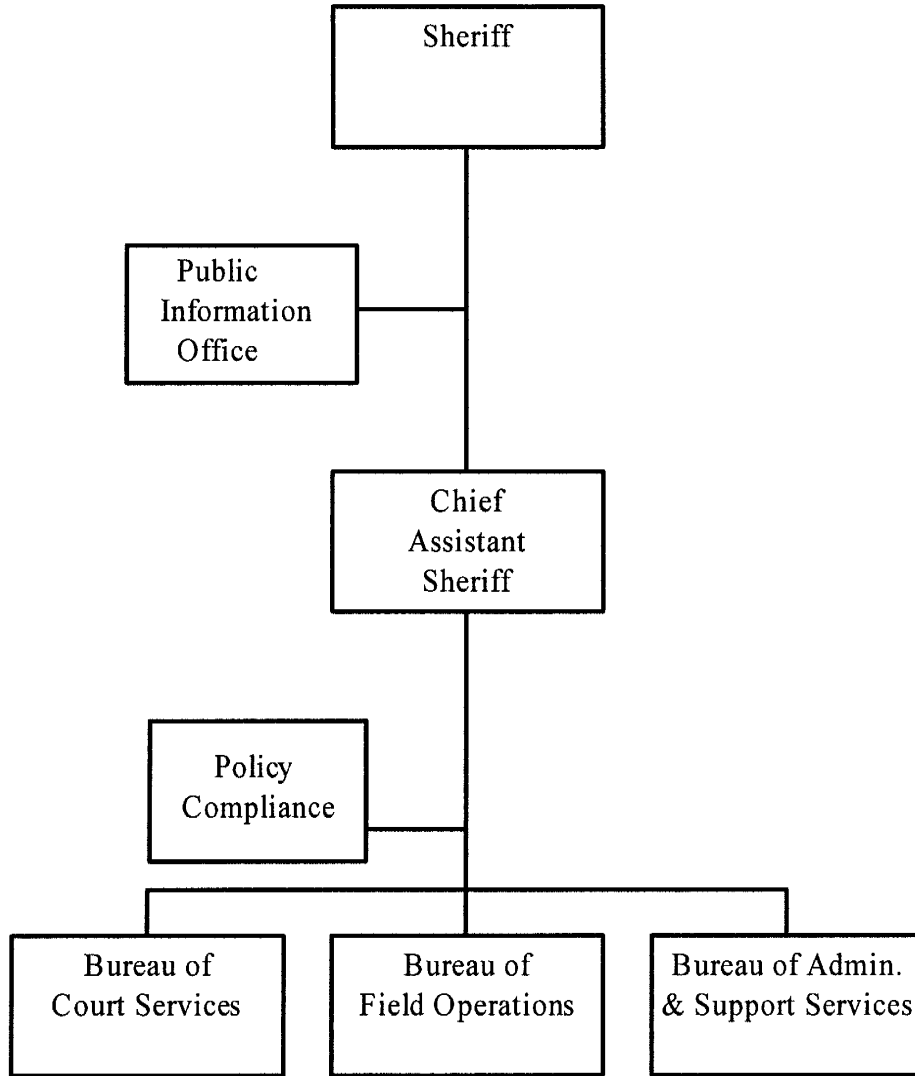 Sheriff
Public
Information
Office
Chief
Assistant
Sheriff
Policy
Compliance
Bureau of
Court Services
Bureau of
Field Operations
Bureau of Admin.
& Support Services